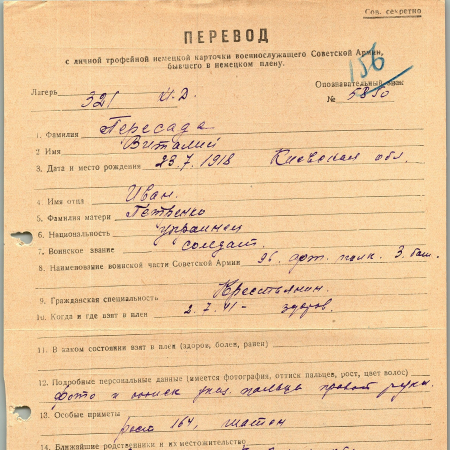 Сов. секретно
ПЕРЕВОД
с личной трофейной немецкой карточки военнослужащего Советской Армии,
бывшего в немецком плену.
156
Лагерь 321 И.Д. Опознавательный знак
№ 5850
1. Фамилия Пересада
2 Имя Виталий
3. Дата и место рождения 23.7.1918 Киевская обл.
4 Имя отца Иван.
5. Фамилия матери Петренко
6. Национальность украинец
7. Воинское звание солдат.
8. Наименование воинской части Советской Армии 96. арт. полк. 3. бат.
9. Гражданская специальность Крестьянин.
10. Когда и где взят в плен 2.7.41-
11. В каком состоянии взят в плен (здоров, болен, ранен)
12. Подробные персональные данные (имеется фотография, оттиск пальцев, рост, цвет волос)
фото и оттиск указ. пальца правой руки.
13. Особые приметы
рост 164, шатен
14. Ближайшие родственники и их местожительство